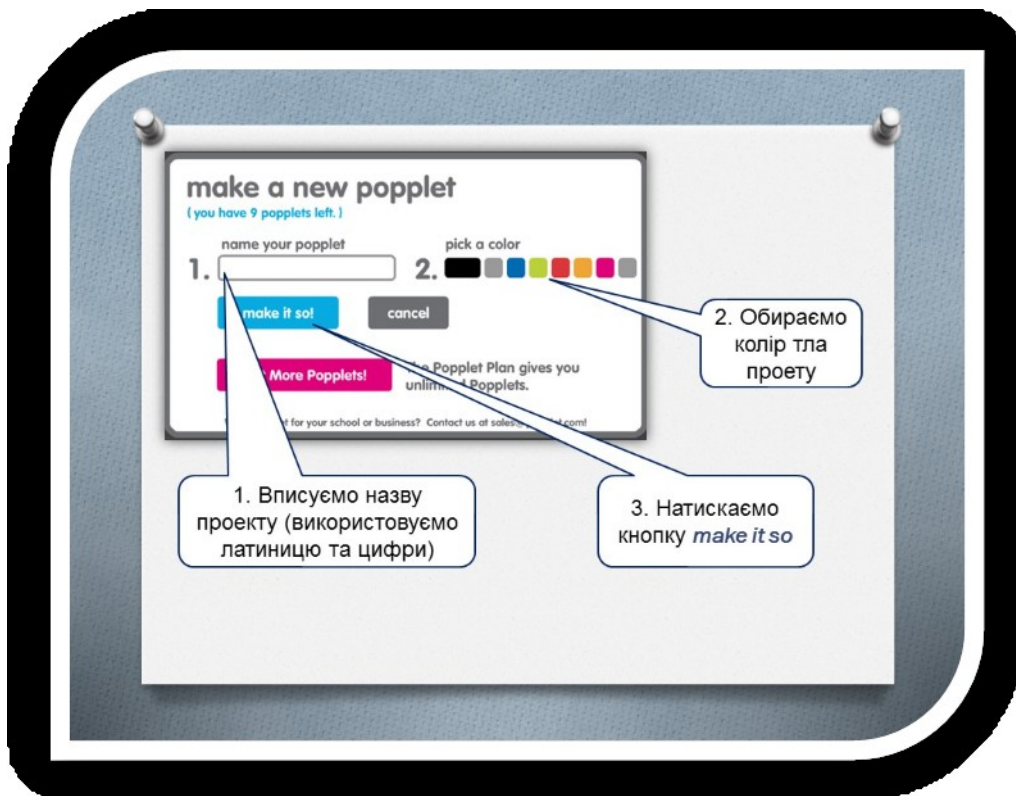 make a new popplet
( you have 9 popplets left. )
name your popplet
pick a color
1.
2.
make it so!
cancel
More Popplets!
Popplet Plan gives you
Popplets.
for your school or business? Contact us at
2. Обираємо
колір тла
проету
1. Вписуємо назву
проекту (використовуємо
латиницю та цифри)
3. Натискаємо
кнопку make it so